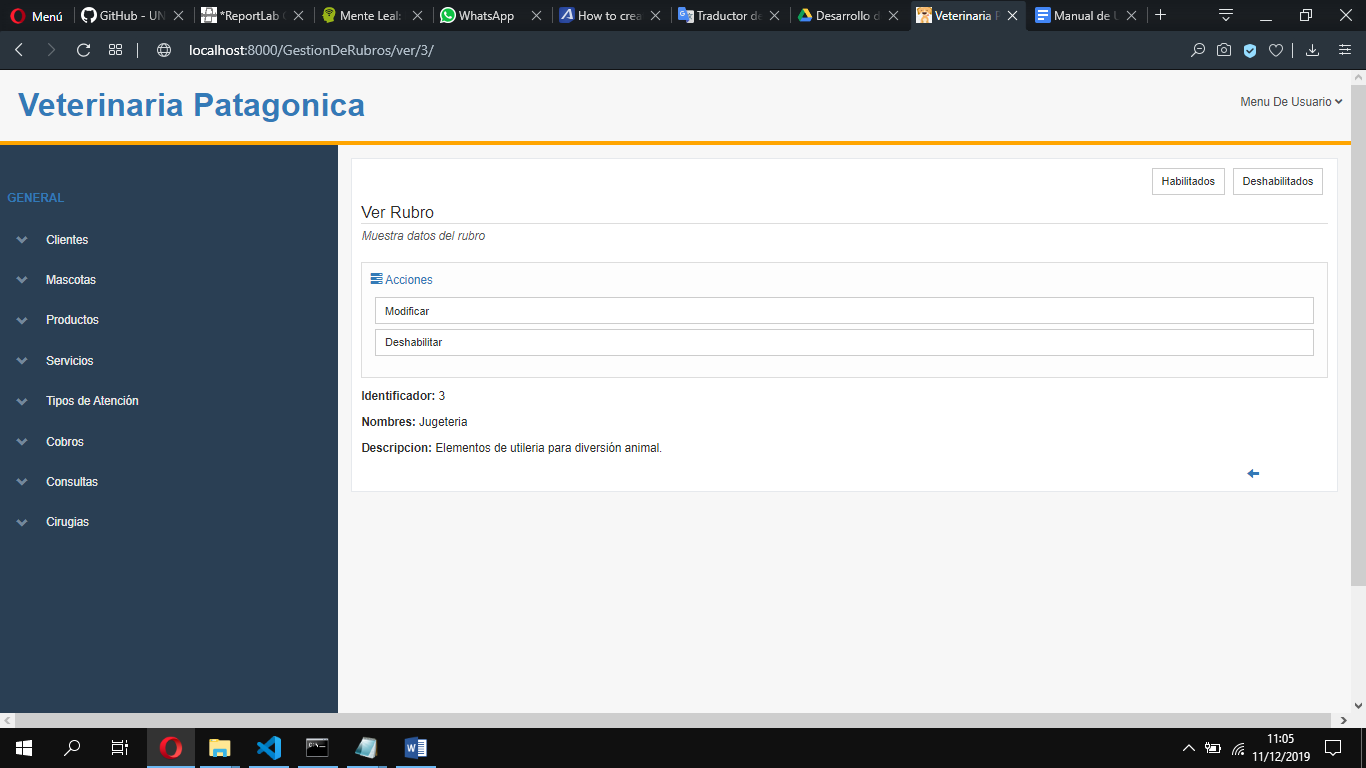 Menú GitHub - UN *ReportLab Mente Leal WhatsApp How to crea Traductor de Desarrollo d Veterinaria P Manual de U
localhost:8000/GestionDeRubros/ver/3/
Veterinaria Patagonica
Menu De Usuario
GENERAL
Clientes
Mascotas
Productos
Servicios
Tipos de Atención
Cobros
Consultas
Cirugias
Habilitados Deshabilitados
Ver Rubro
Muestra datos del rubro
Acciones
Modificar
Deshabilitar
Identificador: 3
Nombres: Jugeteria
Descripcion: Elementos de utileria para diversión animal.
11:05
11/12/2019